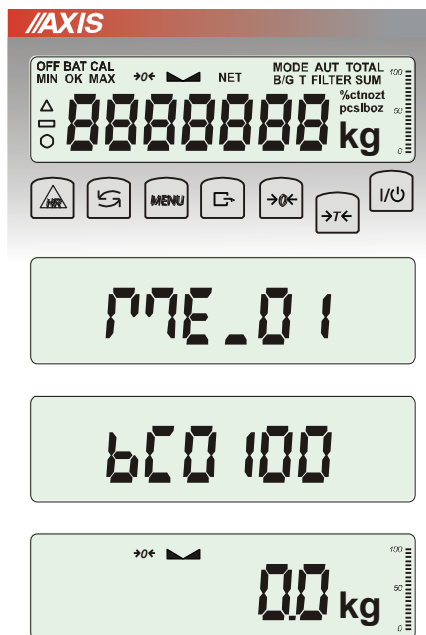 //AXIS
OFF BAT CAL MODE AUT TOTAL 100
MIN OK MAX →0← NET B/G T FILTER SUM
%ctnozt
pcslboz 50
8888888 kg
0
HR MENU →0← →T← I/⏻
ME_01
bC0100
→0← 100
0.0 kg 50
0